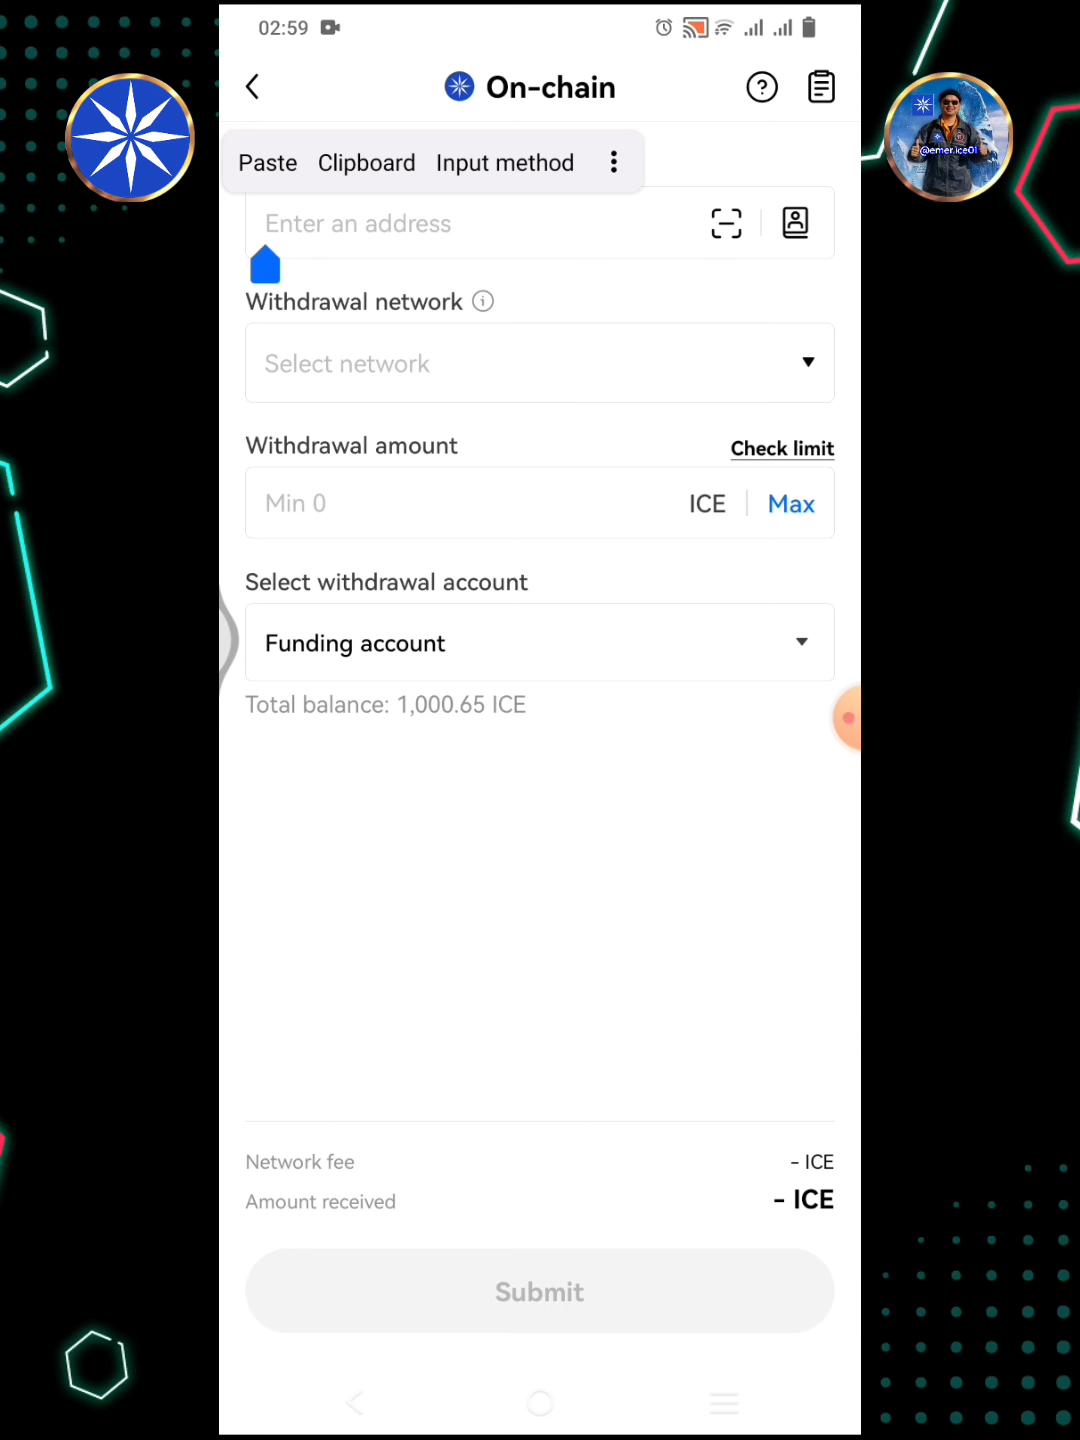 02:59
On-chain
Paste Clipboard Input method
Enter an address
Withdrawal network
Select network
Withdrawal amount Check limit
Min 0 ICE Max
Select withdrawal account
Funding account
Total balance: 1,000.65 ICE
Network fee - ICE
Amount received - ICE
Submit
@emer.ice01